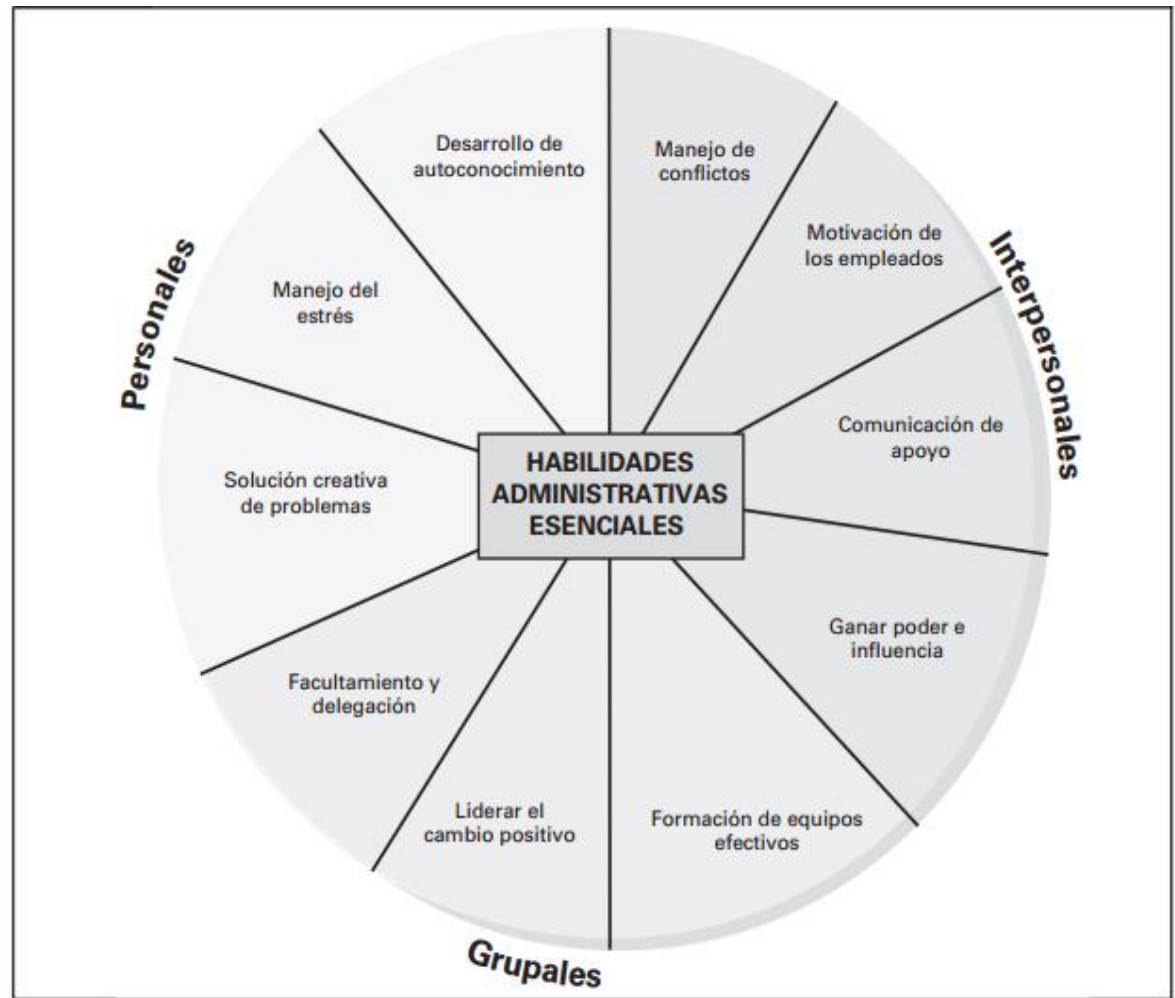 Desarrollo de
autoconocimiento
Manejo de
conflictos
Motivación de
los empleados
Interpersonales
Personales
Manejo del
estrés
Comunicación de
apoyo
Solución creativa
de problemas
HABILIDADES
ADMINISTRATIVAS
ESENCIALES
Ganar poder e
influencia
Facultamiento y
delegación
Liderar el
cambio positivo
Formación de equipos
efectivos
Grupales